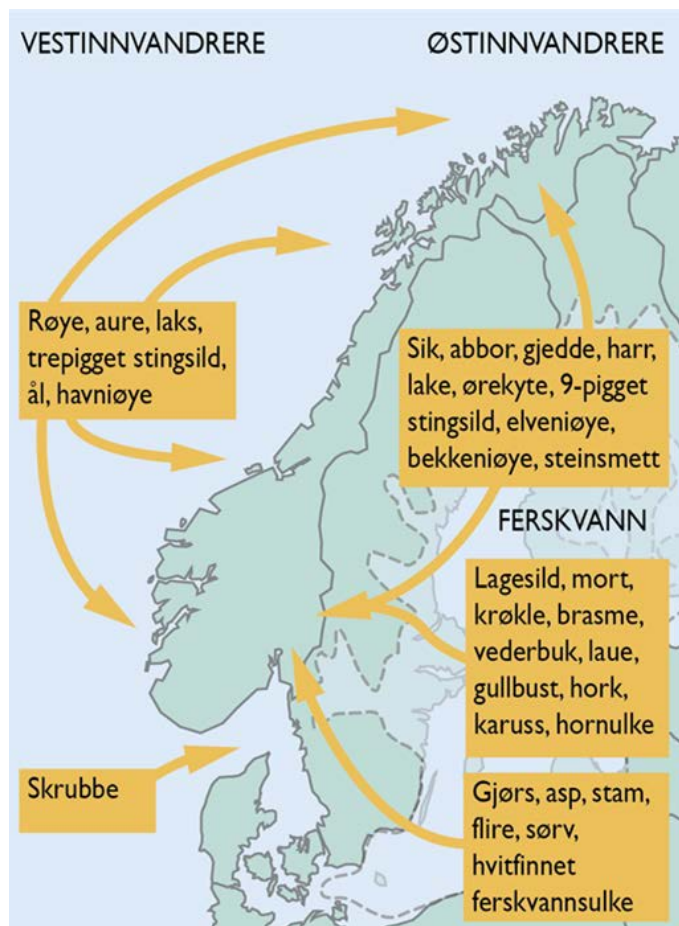 VESTINNVANDRERE
ØSTINNVANDRERE
Røye, aure, laks,
trepigget stingsild,
ål, havniøye
Sik, abbor, gjedde, harr,
lake, ørekyte, 9-pigget
stingsild, elveniøye,
bekkeniøye, steinsmett
FERSKVANN
Lagesild, mort,
krøkle, brasme,
vederbuk, laue,
gullbust, hork,
karuss, hornulke
Skrubbe
Gjørs, asp, stam,
flire, sørv,
hvitfinnet
ferskvannsulke